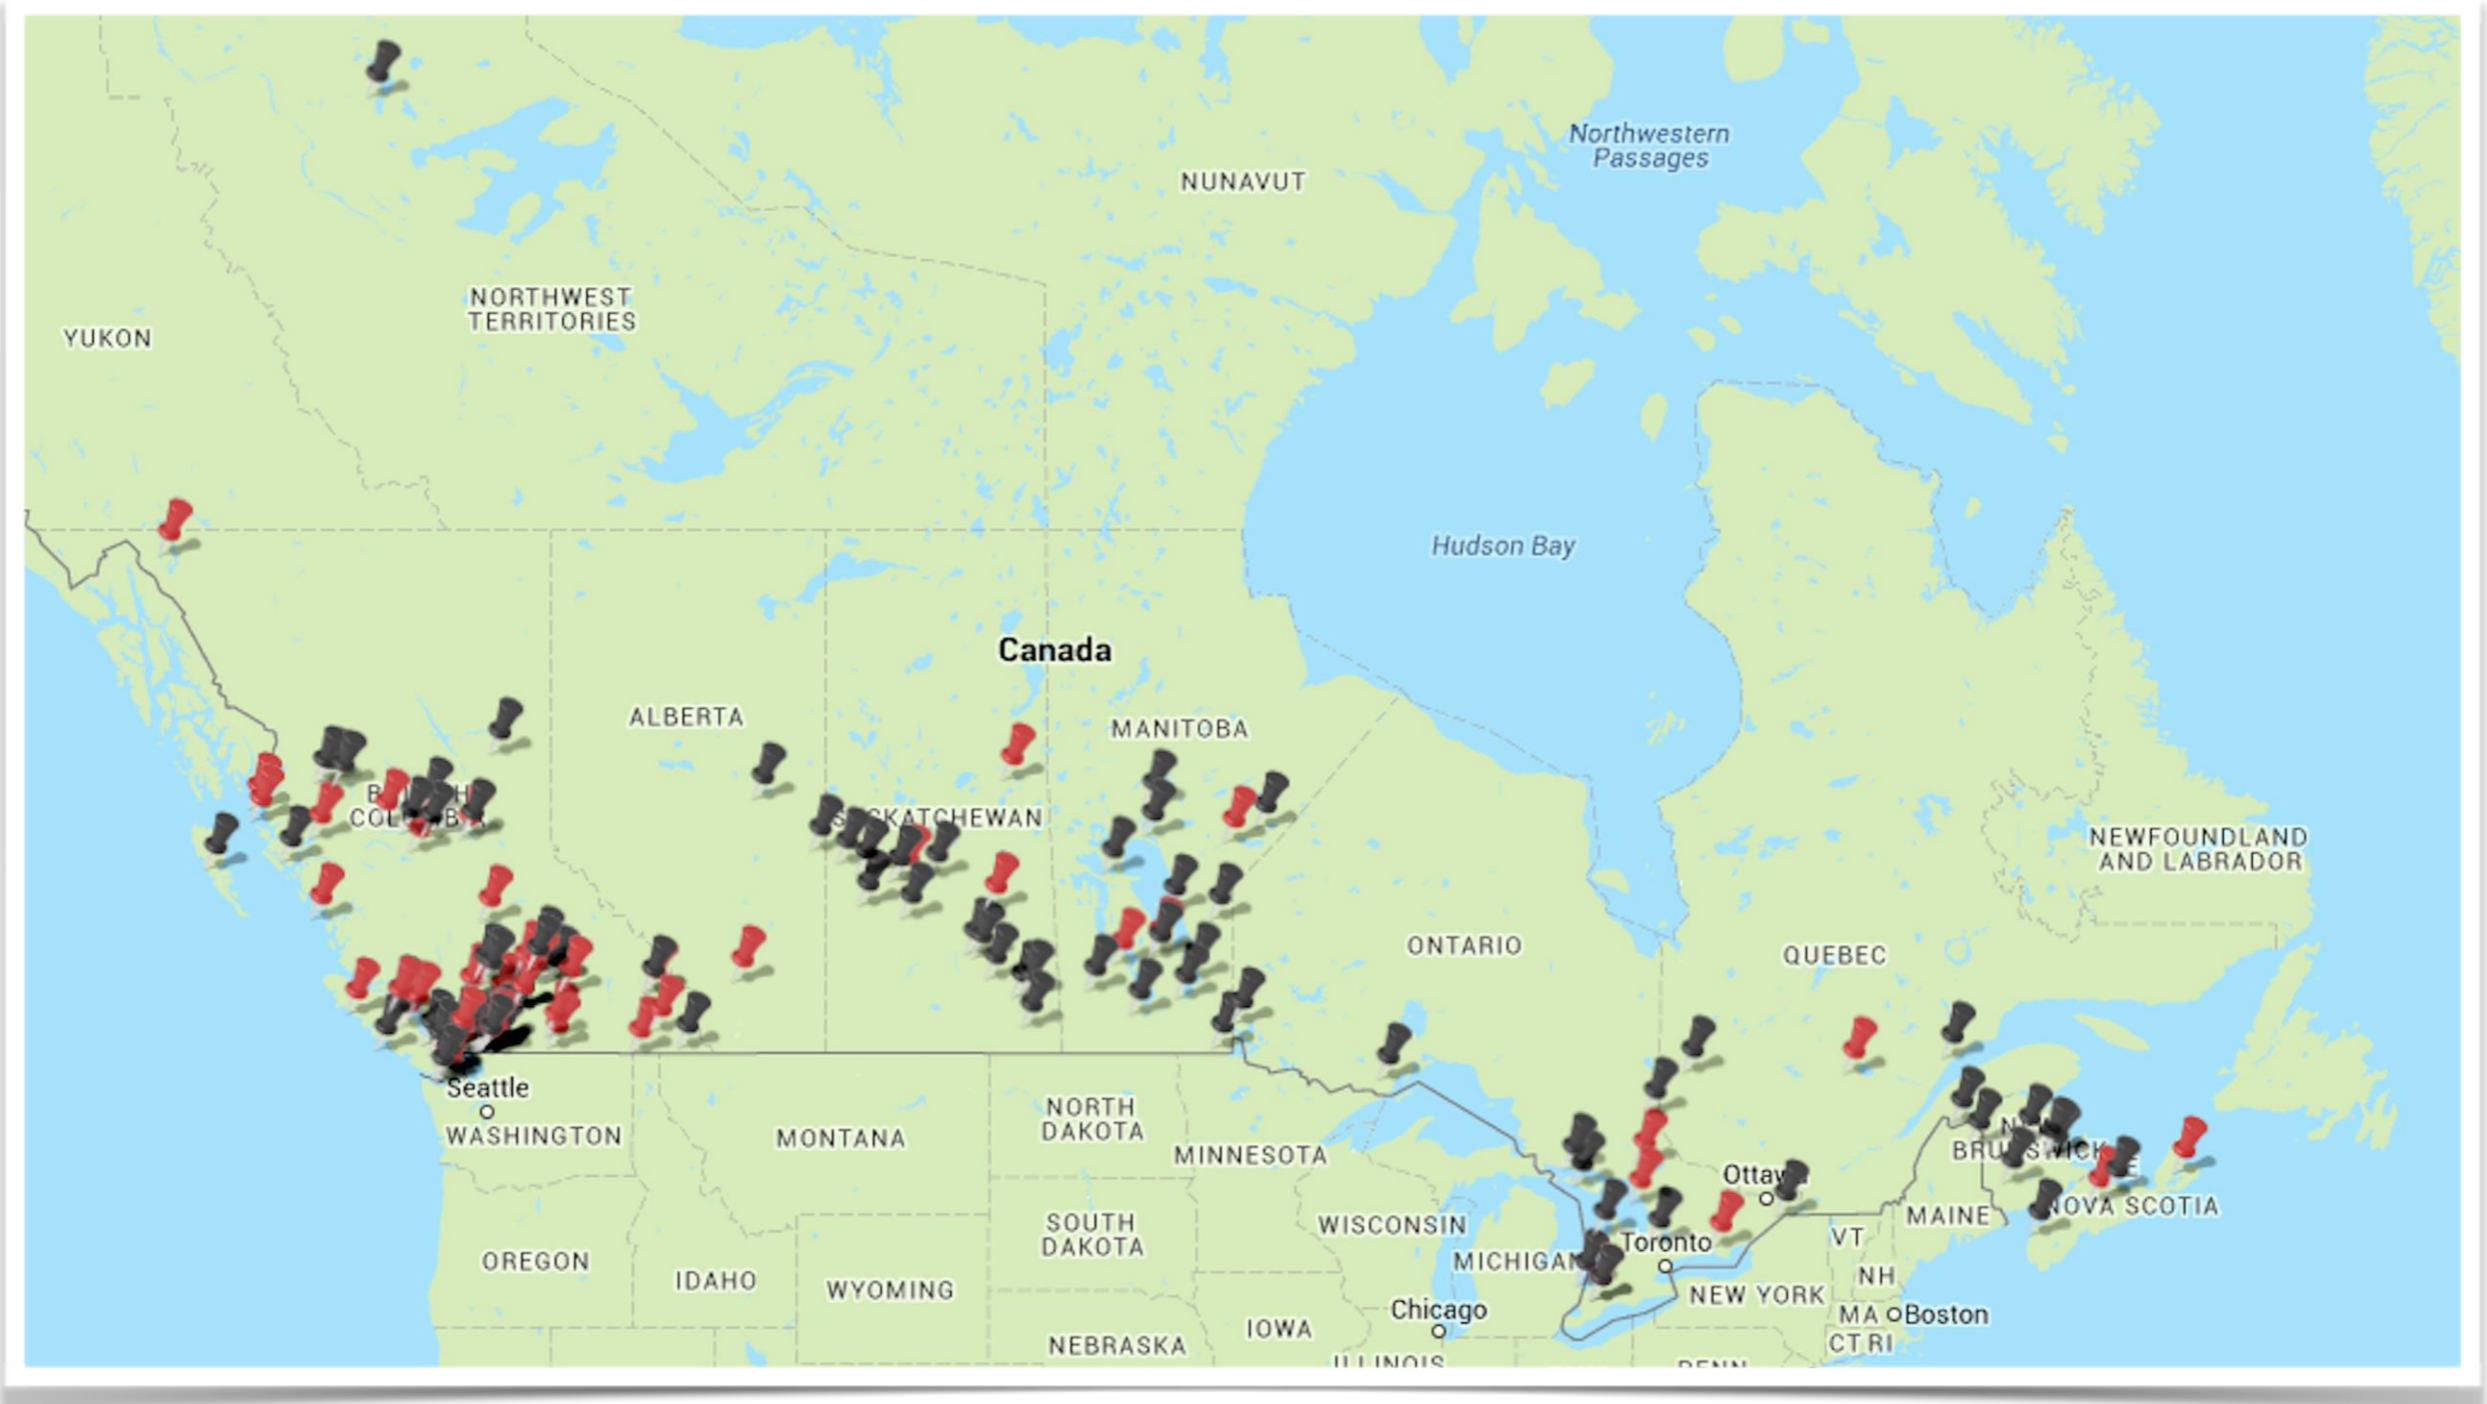 Northwestern
Passages
NUNAVUT
NORTHWEST
TERRITORIES
YUKON
Hudson Bay
Canada
ALBERTA
MANITOBA
NEWFOUNDLAND
AND LABRADOR
ONTARIO
QUEBEC
Seattle
WASHINGTON
MONTANA
NORTH
DAKOTA
MINNESOTA
NOVA SCOTIA
MAINE
WISCONSIN
SOUTH
DAKOTA
VT
Toronto
MICHIGAN
OREGON
IDAHO
WYOMING
NH
NEW YORK
Chicago
MA
Boston
IOWA
NEBRASKA
CT RI